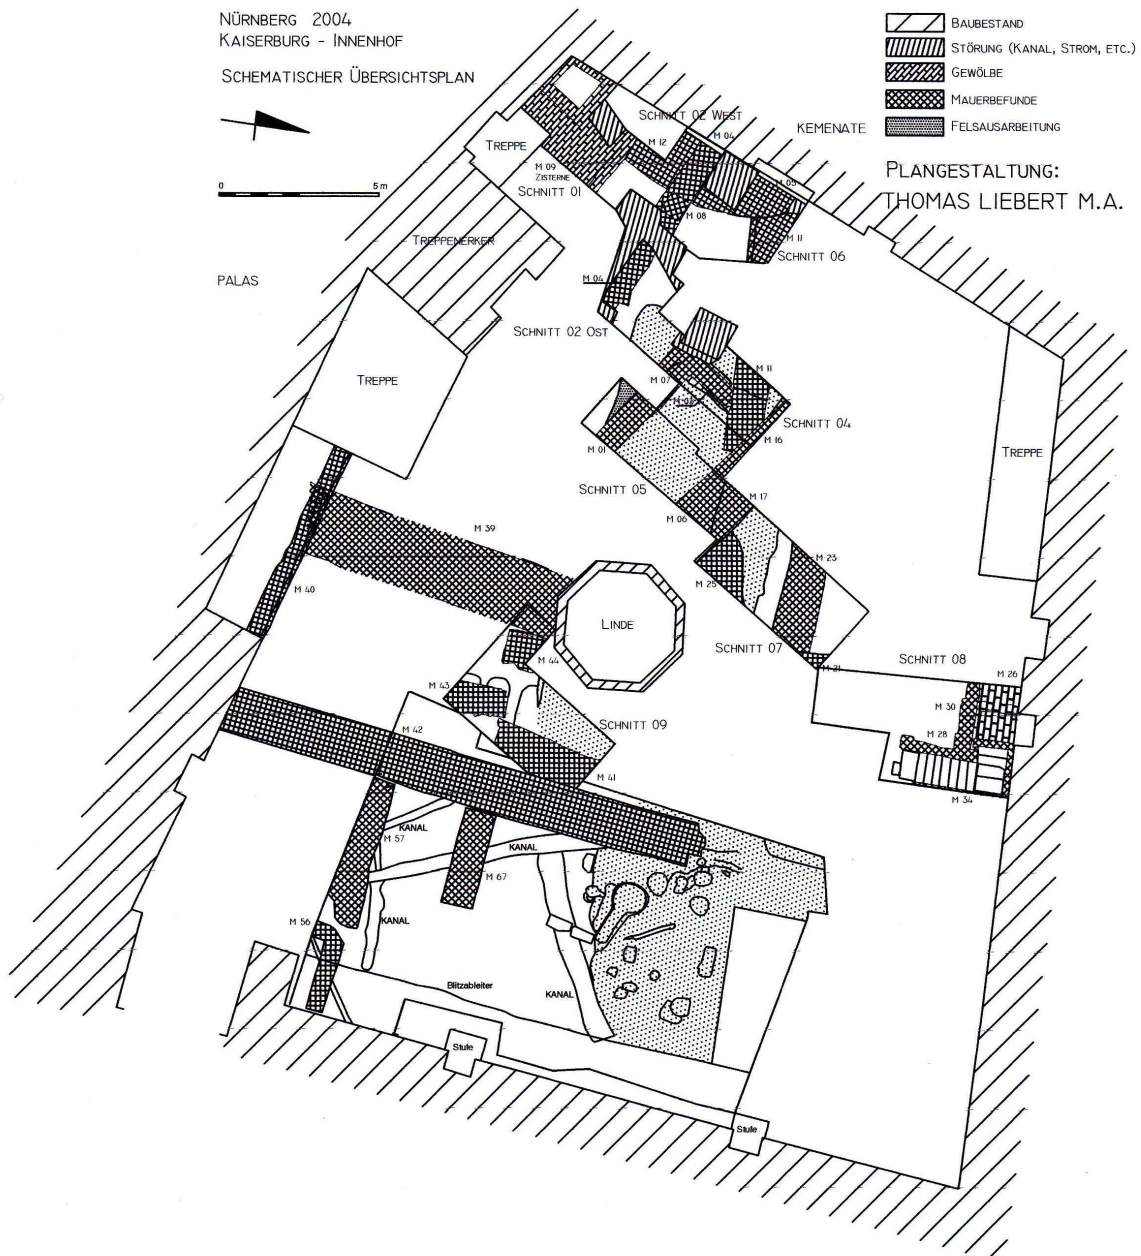 NÜRNBERG 2004
KAISERBURG - INNENHOF
SCHEMATISCHER ÜBERSICHTSPLAN
0 5 m
BAUBESTAND
STÖRUNG (KANAL, STROM, ETC.)
GEWÖLBE
MAUERBEFUNDE
FELSAUSARBEITUNG
PLANGESTALTUNG:
THOMAS LIEBERT M.A.
SCHNITT 02 WEST
KEMENATE
M 04
M 12
TREPPE
M 09
ZISTERNE
SCHNITT 01
M 05
M 08
M 11
SCHNITT 06
TREPPENERKER
PALAS
M 04
SCHNITT 02 OST
TREPPE
M 07
M 11
SCHNITT 04
M 16
M 01
TREPPE
SCHNITT 05
M 17
M 06
M 39
M 23
M 25
M 40
LINDE
SCHNITT 07
SCHNITT 08
M 21
M 26
M 44
M 43
M 30
M 42
SCHNITT 09
M 28
M 41
M 34
KANAL
M 57
KANAL
M 67
M 56
KANAL
Blitzableiter
KANAL
Stufe
Stufe